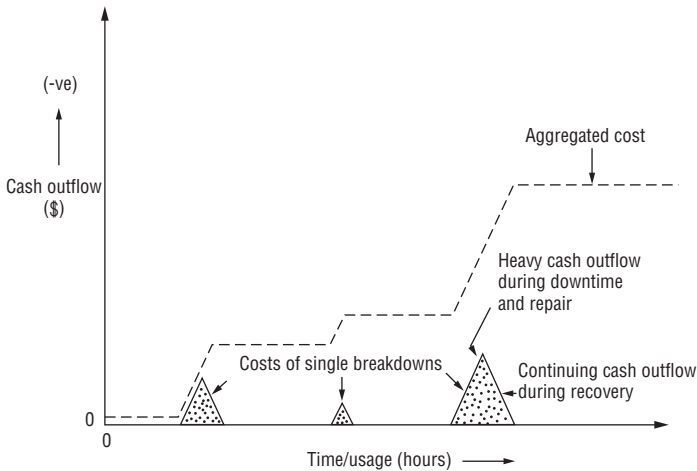 (-ve)
Cash outflow
($)
Aggregated cost
Heavy cash outflow
during downtime
and repair
Costs of single breakdowns
Continuing cash outflow
during recovery
0
0
Time/usage (hours)